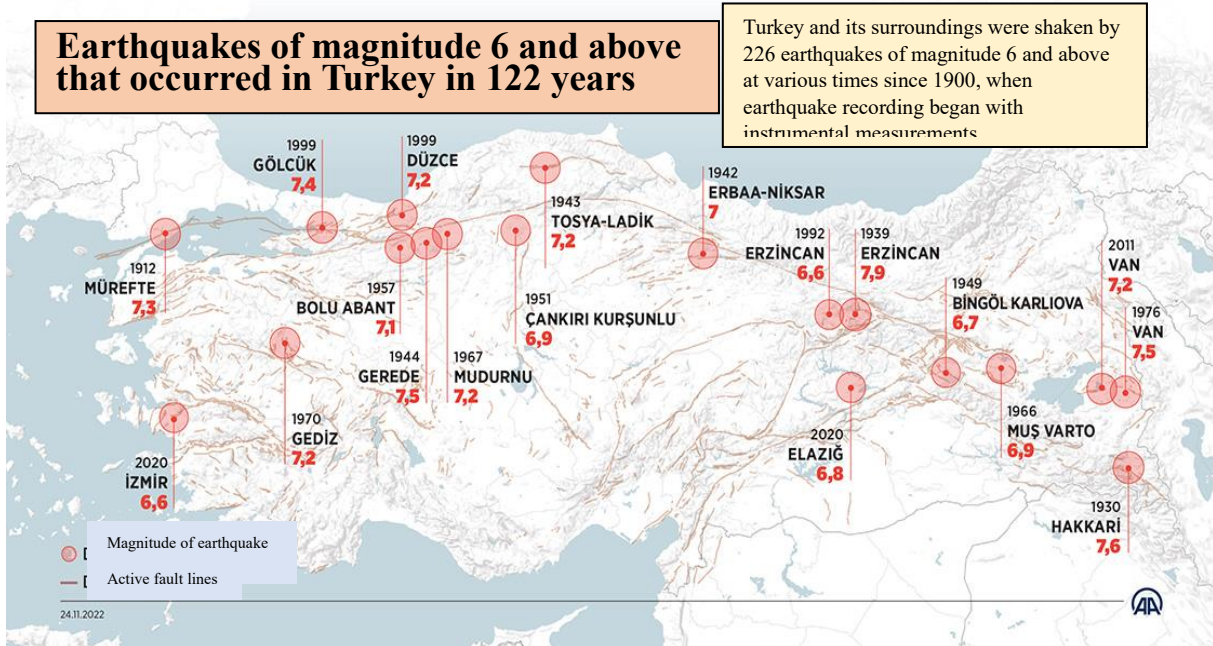 Earthquakes of magnitude 6 and above
that occurred in Turkey in 122 years
Turkey and its surroundings were shaken by
226 earthquakes of magnitude 6 and above
at various times since 1900, when
earthquake recording began with
instrumental measurements
1999
GÖLCÜK
7,4
1999
DÜZCE
7,2
1943
TOSYA-LADİK
7,2
1942
ERBAA-NİKSAR
7
1992
ERZİNCAN
6,6
1939
ERZİNCAN
7,9
2011
VAN
7,2
1949
BİNGÖL KARLIOVA
6,7
1976
VAN
7,5
1912
MÜREFTE
7,3
1957
BOLU ABANT
7,1
1951
ÇANKIRI KURŞUNLU
6,9
1944
GEREDE
7,5
1967
MUDURNU
7,2
1970
GEDİZ
7,2
2020
İZMİR
6,6
2020
ELAZIĞ
6,8
1966
MUŞ VARTO
6,9
1930
HAKKARİ
7,6
Magnitude of earthquake
Active fault lines
24.11.2022
AA